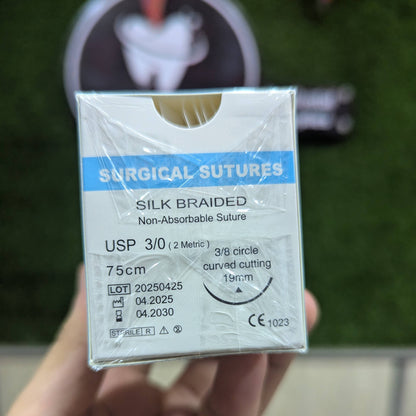 SURGICAL SUTURES
SILK BRAIDED
Non-Absorbable Suture
USP 3/0 ( 2 Metric )
75cm
3/8 circle
curved cutting
19mm
LOT 20250425
04.2025
04.2030
STERILE R
CE 1023